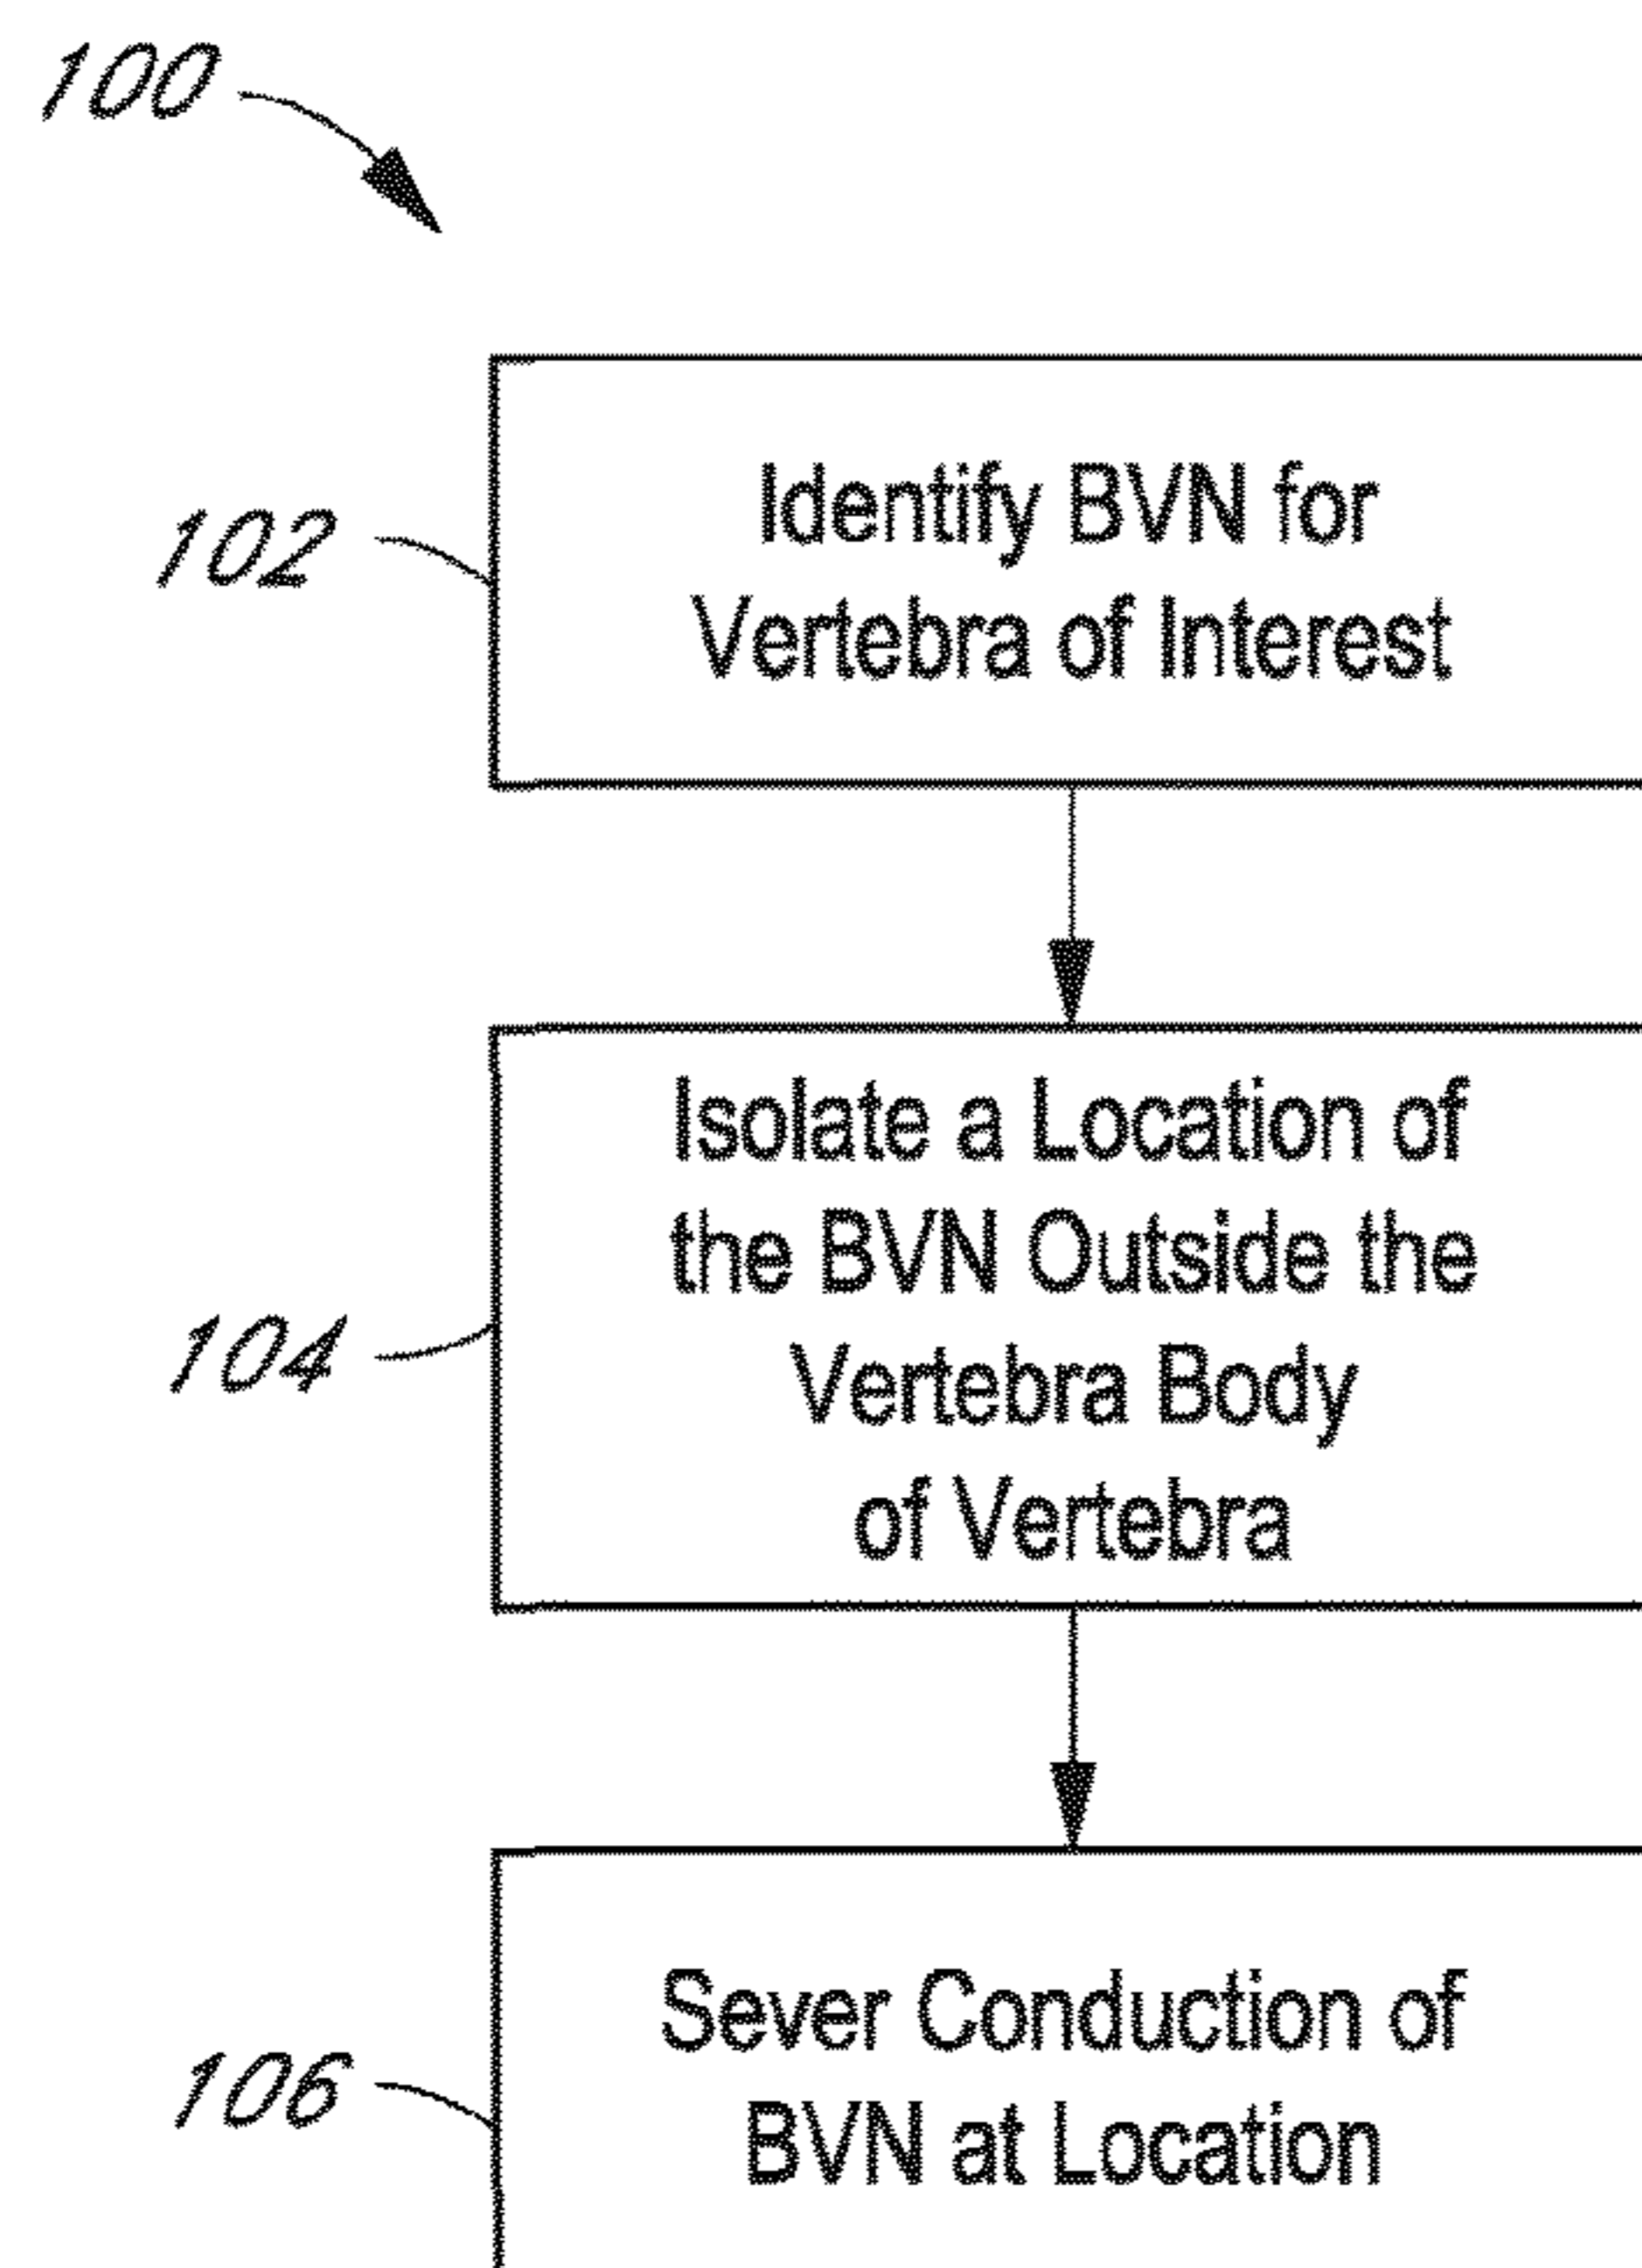 100
102
Identify BVN for
Vertebra of Interest
104
Isolate a Location of
the BVN Outside the
Vertebra Body
of Vertebra
106
Sever Conduction of
BVN at Location